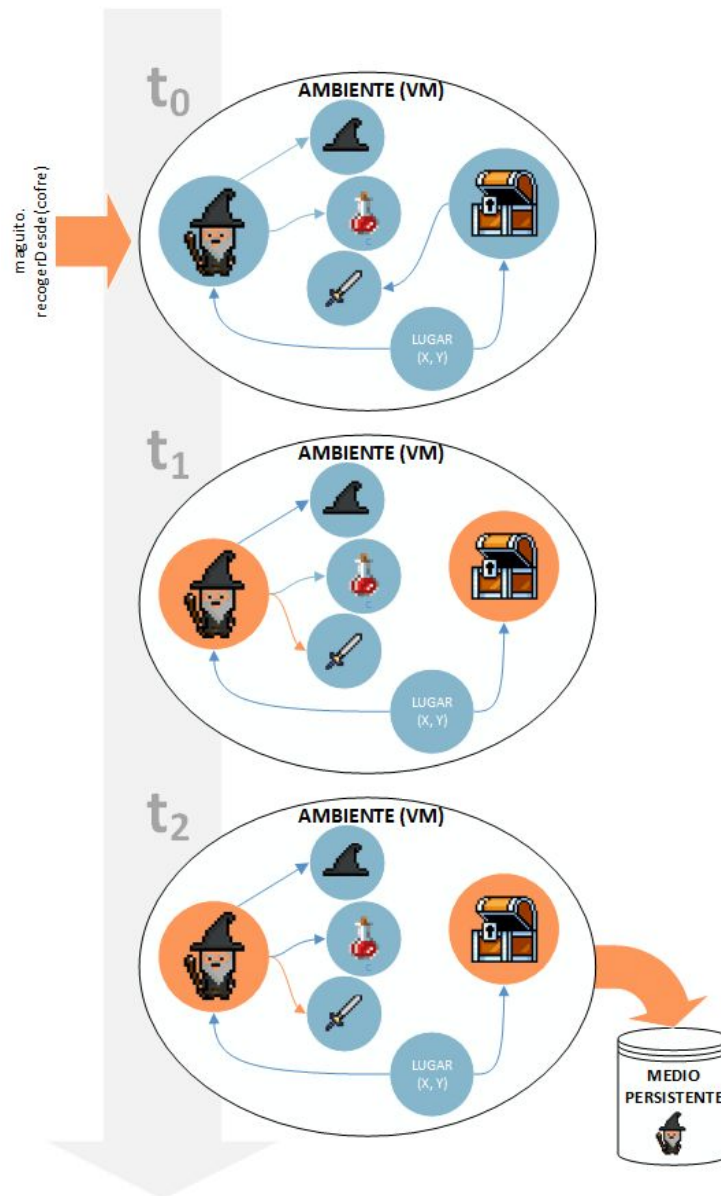 t0
AMBIENTE (VM)
maguito.
recogerDesde(cofre)
LUGAR
(X, Y)
t1
AMBIENTE (VM)
LUGAR
(X, Y)
t2
AMBIENTE (VM)
LUGAR
(X, Y)
MEDIO
PERSISTENTE